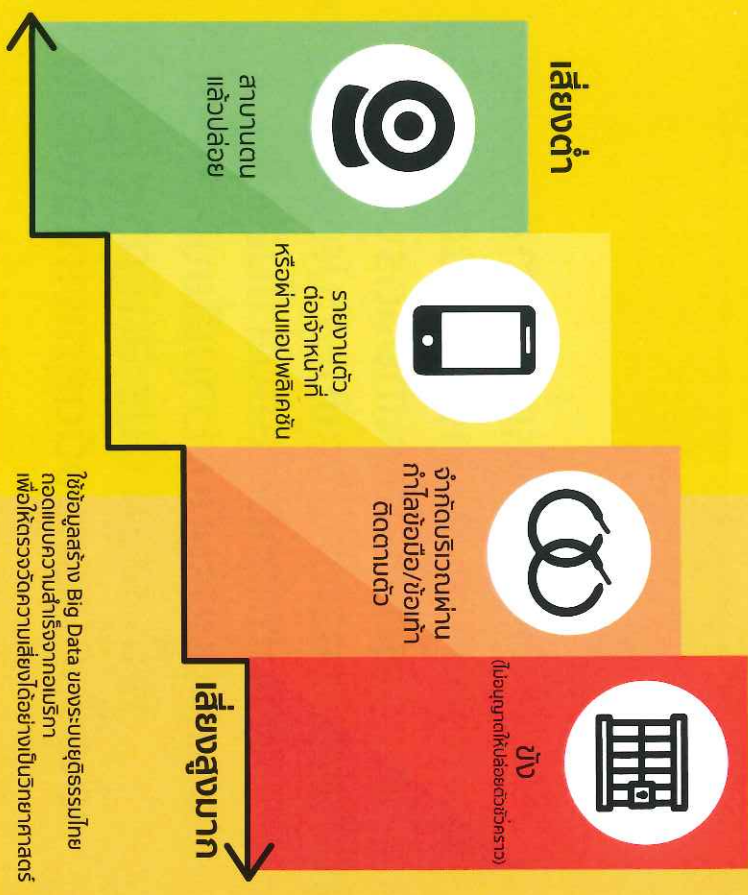 เสี่ยงต่ำ
สาบานตน
แล้วปล่อย
รายงานตัว
ต่อเจ้าหน้าที่
หรือผ่านแอปพลิเคชัน
จำกัดบริเวณผ่าน
กำไลข้อมือ/ข้อเท้า
ติดตามตัว
ขัง
(ไม่อนุญาตให้ปล่อยตัวชั่วคราว)
เสี่ยงสูงมาก
ใช้ข้อมูลสร้าง Big Data ของระบบยุติธรรมไทย
ถอดแบบความสำเร็จจากอเมริกา
เพื่อให้ตรวจวัดความเสี่ยงได้อย่างเป็นวิทยาศาสตร์